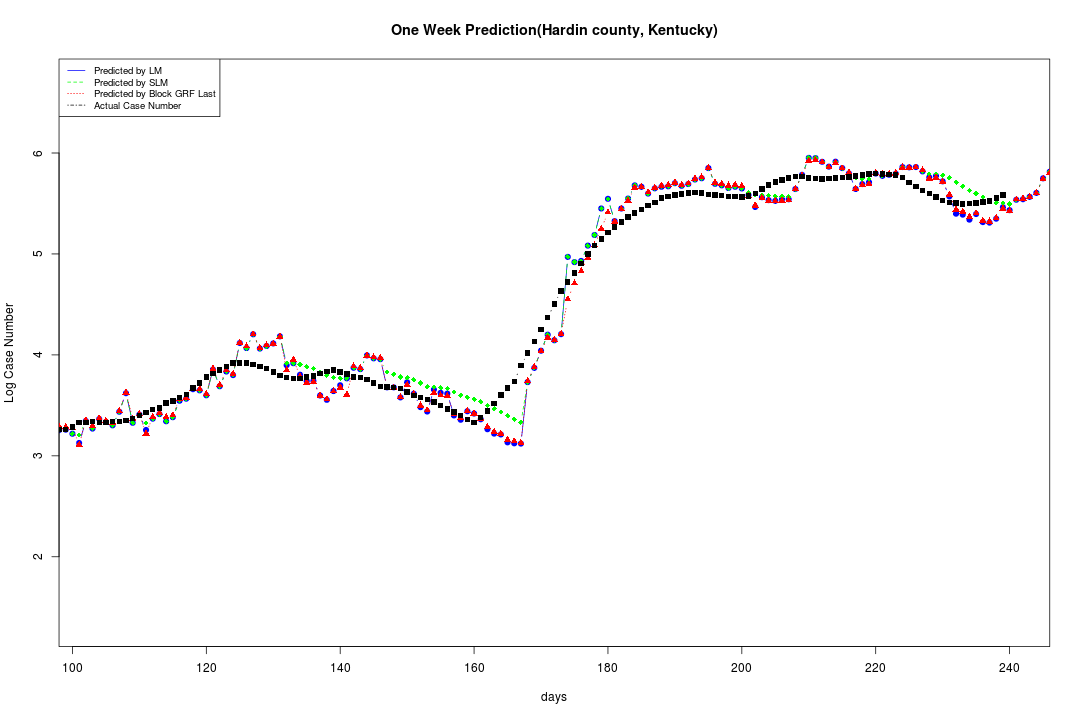 One Week Prediction(Hardin county, Kentucky)
Predicted by LM
Predicted by SLM
Predicted by Block GRF Last
Actual Case Number
Log Case Number
6
5
4
3
2
100 120 140 160 180 200 220 240
days